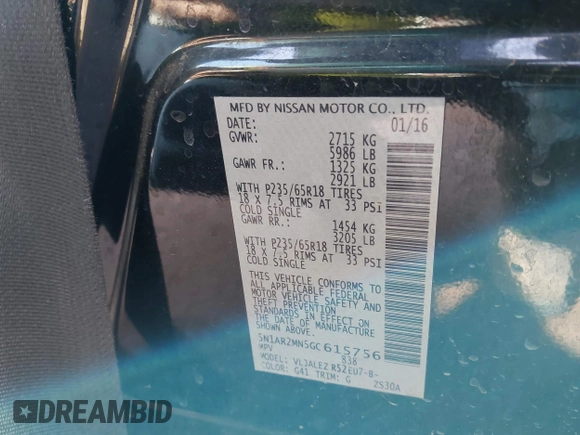 MFD BY NISSAN MOTOR CO., LTD.
DATE: 01/16
GVWR: 2715 KG
5986 LB
GAWR FR.: 1325 KG
2921 LB
WITH P235/65R18 TIRES
18 X 7.5 RIMS AT 33 PSI
COLD SINGLE
GAWR RR.: 1454 KG
3205 LB
WITH P235/65R18 TIRES
18 X 7.5 RIMS AT 33 PSI
COLD SINGLE
THIS VEHICLE CONFORMS TO
ALL APPLICABLE FEDERAL
MOTOR VEHICLE SAFETY AND
BUMPER STANDARDS IN
EFFECT ON THE DATE OF
MANUFACTURE SHOWN
ABOVE.
5N1AR2MN5GC615756
MPV 838
MODEL: VLJALEZ R52EU7-B-
COLOR: G41 TRIM: G 2S30A
DREAMBID